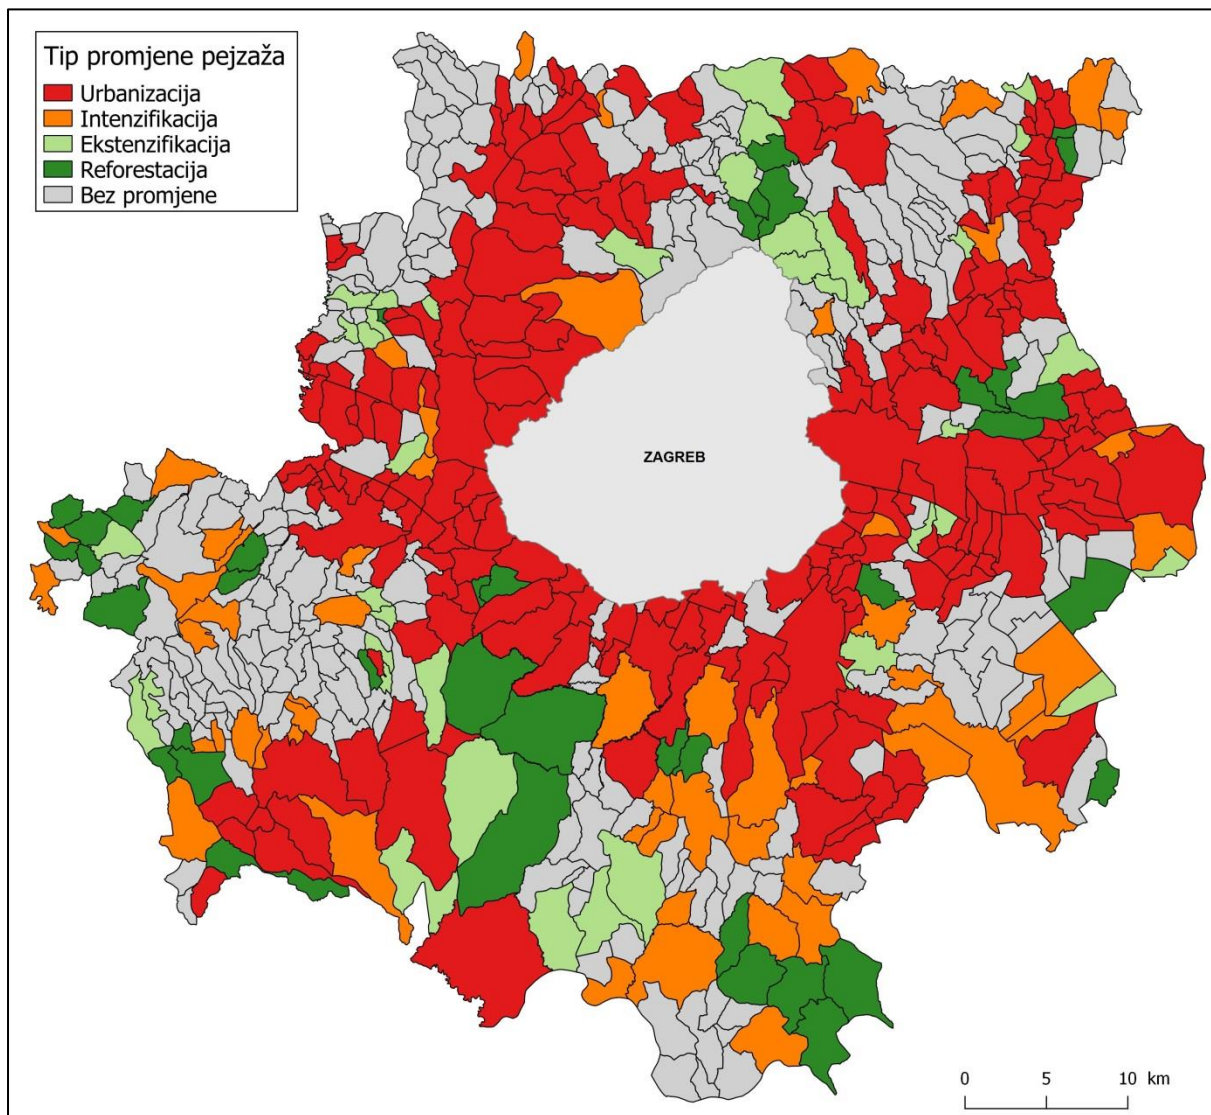 Tip promjene pejzaža
Urbanizacija
Intenzifikacija
Ekstenzifikacija
Reforestacija
Bez promjene
ZAGREB
0 5 10 km